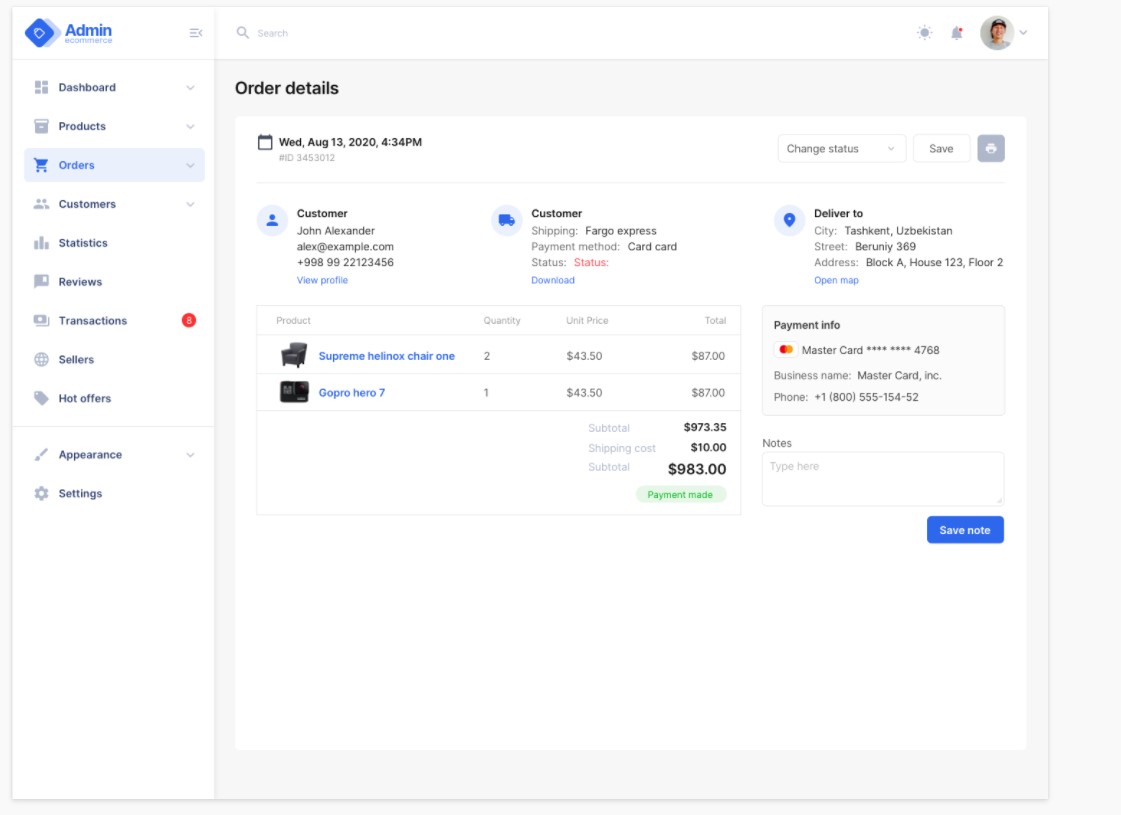 Admin
ecommerce
Search
Dashboard
Products
Orders
Customers
Statistics
Reviews
Transactions 8
Sellers
Hot offers
Appearance
Settings
Order details
Wed, Aug 13, 2020, 4:34PM
#ID 3453012
Change status
Save
Customer
John Alexander
alex@example.com
+998 99 22123456
View profile
Customer
Shipping: Fargo express
Payment method: Card card
Status: Status:
Download
Deliver to
City: Tashkent, Uzbekistan
Street: Beruniy 369
Address: Block A, House 123, Floor 2
Open map
Product Quantity Unit Price Total
Supreme helinox chair one 2 $43.50 $87.00
Gopro hero 7 1 $43.50 $87.00
Subtotal $973.35
Shipping cost $10.00
Subtotal $983.00
Payment made
Payment info
Master Card **** **** 4768
Business name: Master Card, inc.
Phone: +1 (800) 555-154-52
Notes
Type here
Save note